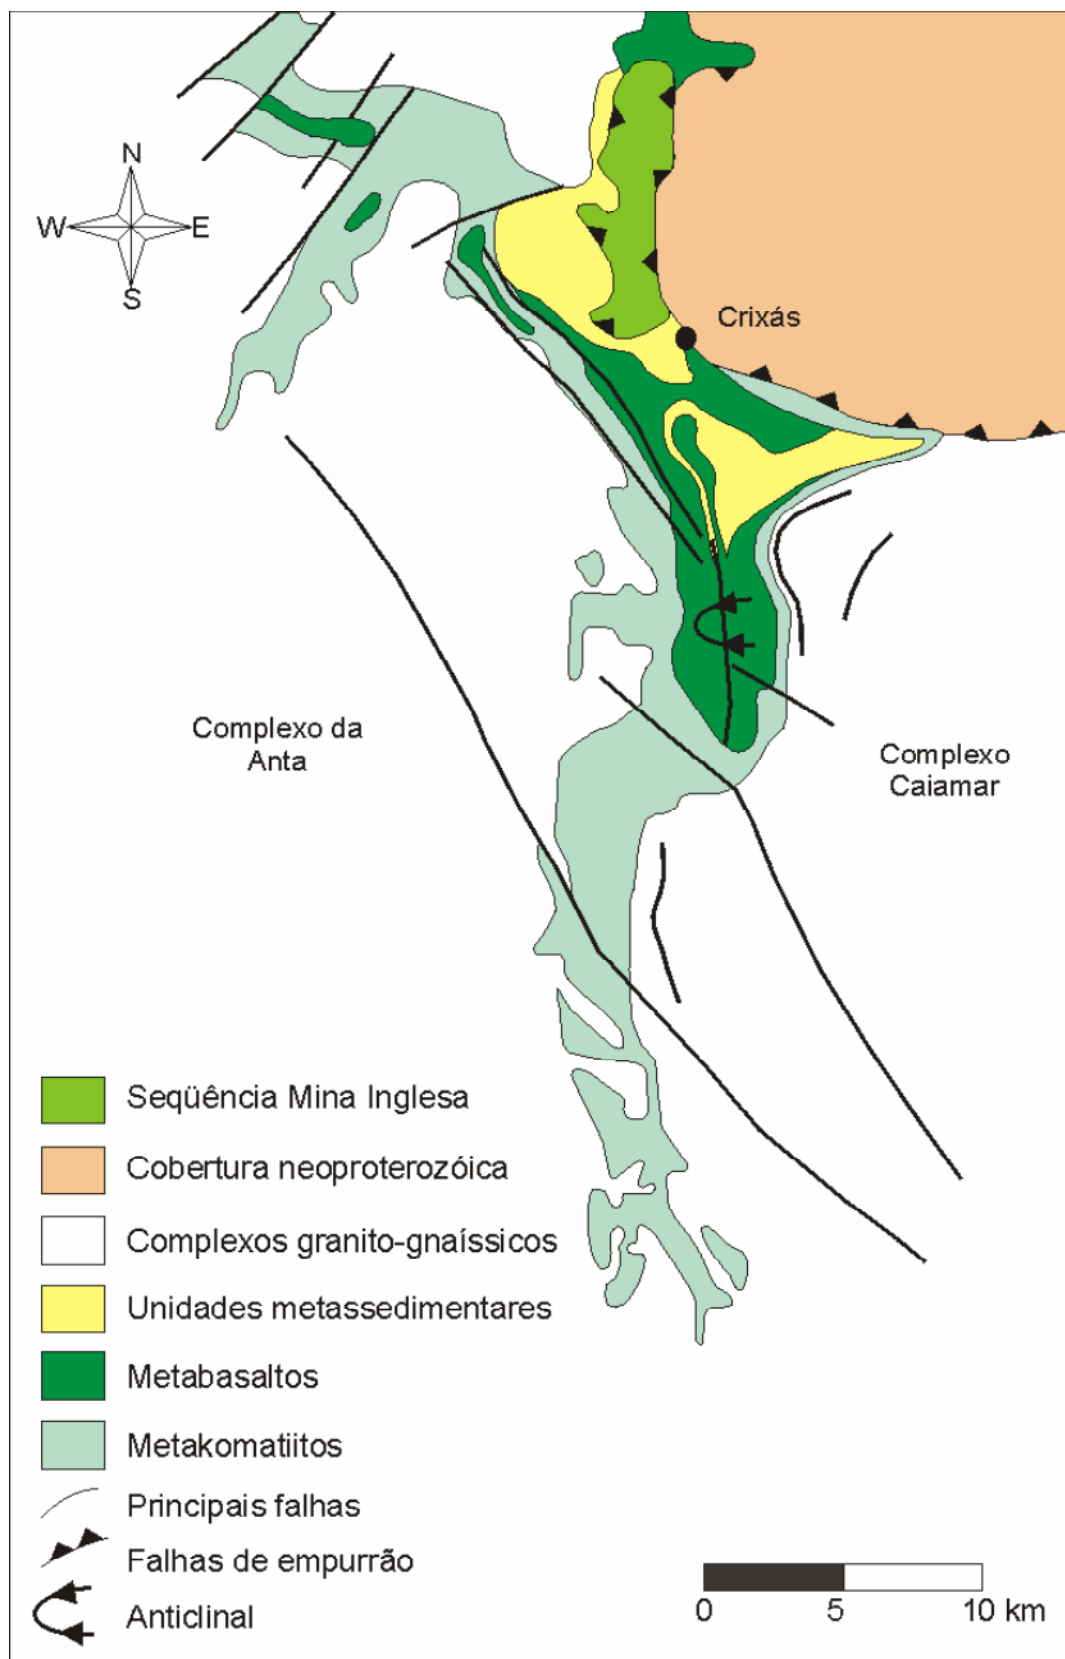 N
W E
S
Crixás
Complexo da
Anta
Complexo
Caiamar
Seqüência Mina Inglesa
Cobertura neoproterozóica
Complexos granito-gnaíssicos
Unidades metassedimentares
Metabasaltos
Metakomatiitos
Principais falhas
Falhas de empurrão
Anticlinal
0 5 10 km